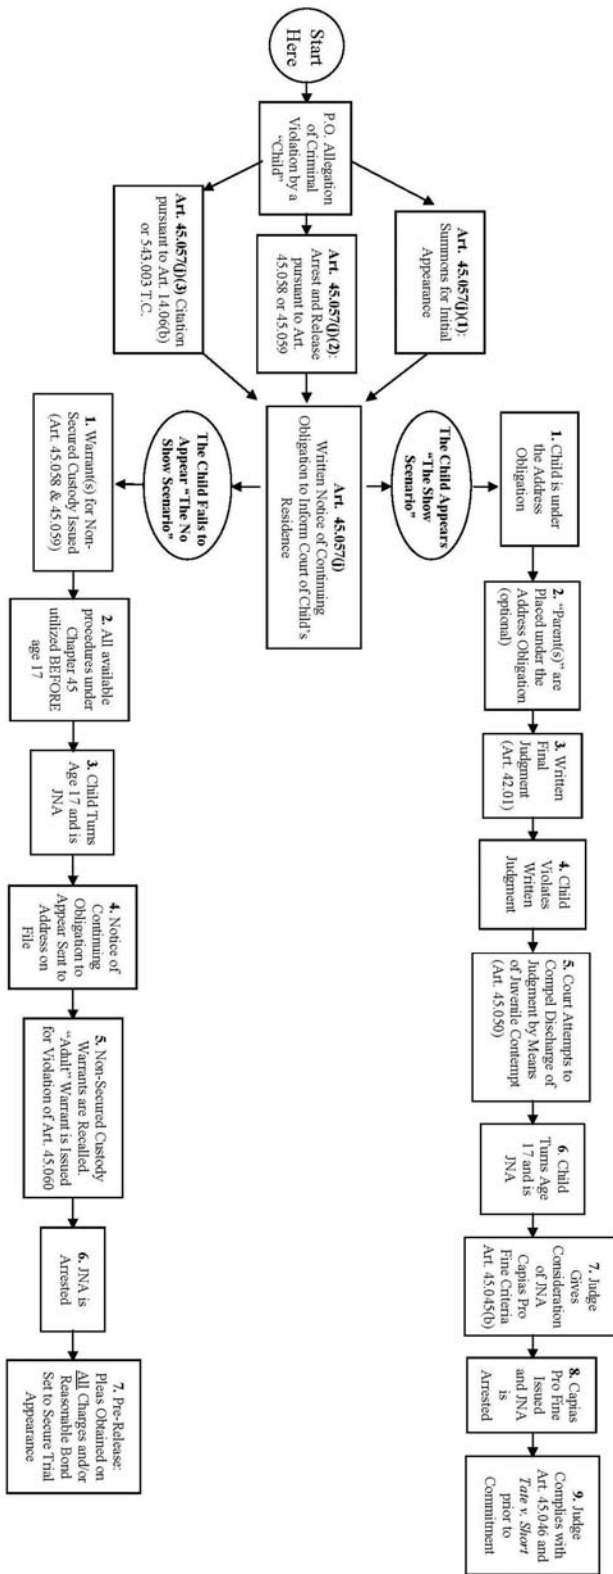 Start
Here
P.O. Allegation
of Criminal
Violation by a
“Child”
Art. 45.057(j)(1):
Summons for Initial
Appearance
Art. 45.057(j)(2):
Arrest and Release
pursuant to Art.
45.058 or 45.059
Art. 45.057(j)(3) Citation
pursuant to Art. 14.06(b)
or 543.003 T.C.
Art. 45.057(j)
Written Notice of Continuing
Obligation to Inform Court of Child’s
Residence
The Child Appears
“The Show
Scenario”
1. Child is under
the Address
Obligation
2. “Parent(s)” are
Placed under the
Address Obligation
(optional)
3. Written
Final
Judgment
(Art. 42.01)
4. Child
Violates
Written
Judgment
5. Court Attempts to
Compel Discharge of
Judgment by Means
of Juvenile Contempt
(Art. 45.050)
6. Child
Turns Age
17 and is
JNA
7. Judge
Gives
Consideration
of JNA
Capias Pro
Fine Criteria
Art. 45.045(b)
8. Capias
Pro Fine
Issued
and JNA
is
Arrested
9. Judge
Complies with
Art. 45.046 and
Tate v. Short
prior to
Commitment
The Child Fails to
Appear “The No
Show Scenario”
1. Warrant(s) for Non-
Secured Custody Issued
(Art. 45.058 & 45.059)
2. All available
procedures under
Chapter 45
utilized BEFORE
age 17
3. Child Turns
Age 17 and is
JNA
4. Notice of
Continuing
Obligation to
Appear Sent to
Address on
File
5. Non-Secured Custody
Warrants are Recalled.
“Adult” Warrant is Issued
for Violation of Art. 45.060
6. JNA is
Arrested
7. Pre-Release:
Pleas Obtained on
All Charges and/or
Reasonable Bond
Set to Secure Trial
Appearance